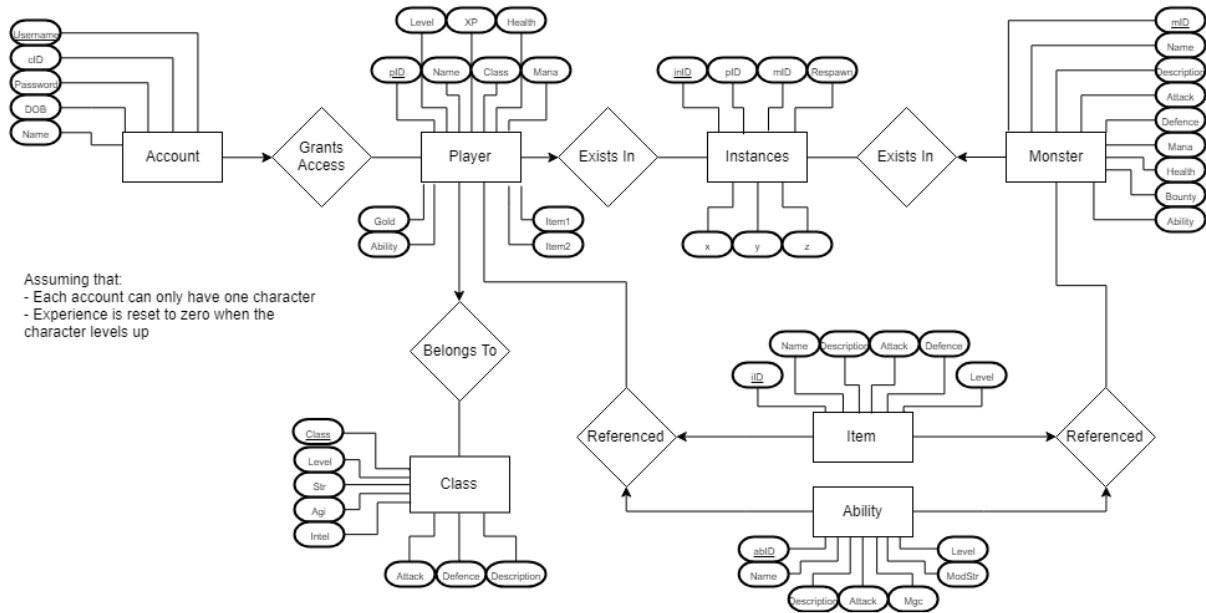 Level
XP
Health
mID
Username
Name
cID
pID
Name
Class
Mana
inID
pID
mID
Respawn
Description
Password
Attack
DOB
Defence
Name
Account
Grants
Access
Player
Exists In
Instances
Exists In
Monster
Mana
Health
Bounty
Gold
Item1
Ability
Ability
Item2
x
y
z
Assuming that:
- Each account can only have one character
- Experience is reset to zero when the
character levels up
Belongs To
Name
Description
Attack
Defence
iID
Level
Class
Referenced
Item
Referenced
Level
Str
Class
Agi
Intel
Ability
abID
Level
Name
ModStr
Attack
Defence
Description
Description
Attack
Mgc